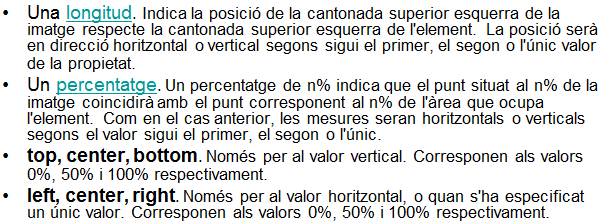 • Una longitud. Indica la posició de la cantonada superior esquerra de la
imatge respecte la cantonada superior esquerra de l'element. La posició serà
en direcció horitzontal o vertical segons sigui el primer, el segon o l'únic valor
de la propietat.
• Un percentatge. Un percentatge de n% indica que el punt situat al n% de la
imatge coincidirà amb el punt corresponent al n% de l'àrea que ocupa
l'element. Com en el cas anterior, les mesures seran horitzontals o verticals
segons el valor sigui el primer, el segon o l'únic.
• top, center, bottom. Només per al valor vertical. Corresponen als valors
0%, 50% i 100% respectivament.
• left, center, right. Només per al valor horitzontal, o quan s'ha especificat
un únic valor. Corresponen als valors 0%, 50% i 100% respectivament.